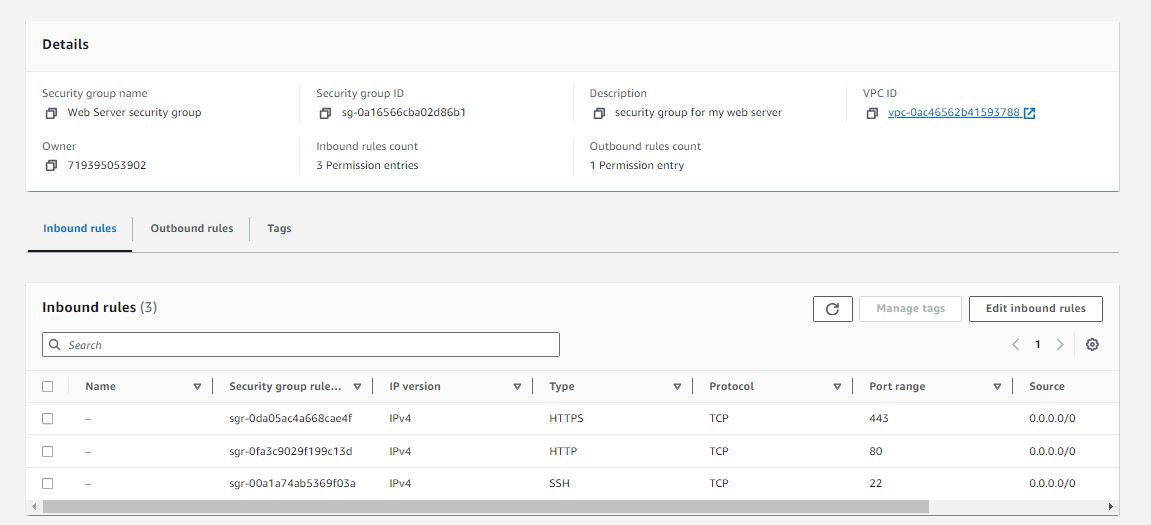 Details
Security group name
Web Server security group
Security group ID
sg-0a16566cba02d86b1
Description
security group for my web server
VPC ID
vpc-0ac46562b41593788
Owner
719395053902
Inbound rules count
3 Permission entries
Outbound rules count
1 Permission entry
Inbound rules Outbound rules Tags
Inbound rules (3)
Manage tags
Edit inbound rules
Search
1
Name Security group rule... IP version Type Protocol Port range Source
– sgr-0da05ac4a668cae4f IPv4 HTTPS TCP 443 0.0.0.0/0
– sgr-0fa3c9029f199c13d IPv4 HTTP TCP 80 0.0.0.0/0
– sgr-00a1a74ab5369f03a IPv4 SSH TCP 22 0.0.0.0/0